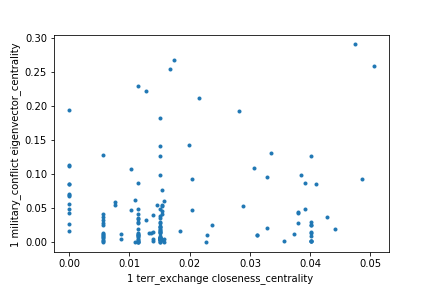 0.30
0.25
0.20
0.15
0.10
0.05
0.00
1 military_conflict eigenvector_centrality
0.00 0.01 0.02 0.03 0.04 0.05
1 terr_exchange closeness_centrality